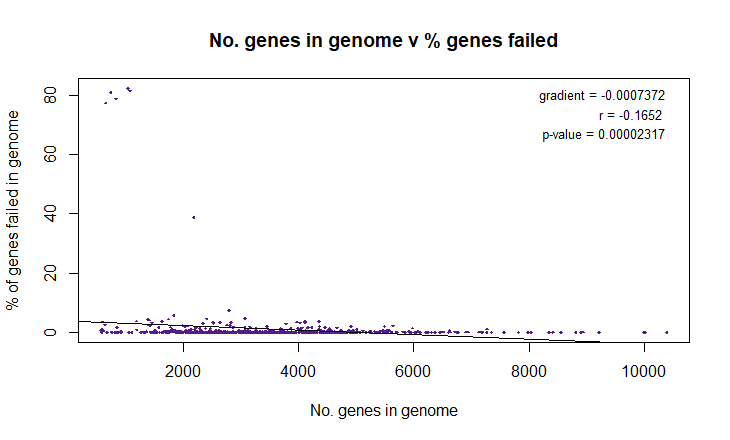 No. genes in genome v % genes failed
gradient = -0.0007372
r = -0.1652
p-value = 0.00002317
% of genes failed in genome
80
60
40
20
0
2000 4000 6000 8000 10000
No. genes in genome